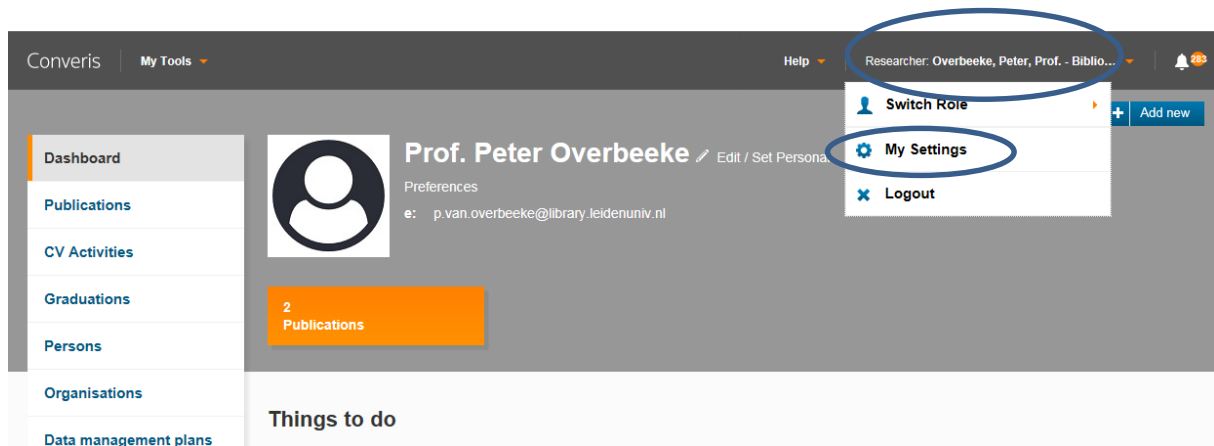 Converis My Tools Help Researcher: Overbeeke, Peter, Prof. - Biblio... 283
Switch Role
Add new
My Settings
Logout
Dashboard
Publications
CV Activities
Graduations
Persons
Organisations
Data management plans
Prof. Peter Overbeeke Edit / Set Persona
Preferences
e: p.van.overbeeke@library.leidenuniv.nl
2
Publications
Things to do